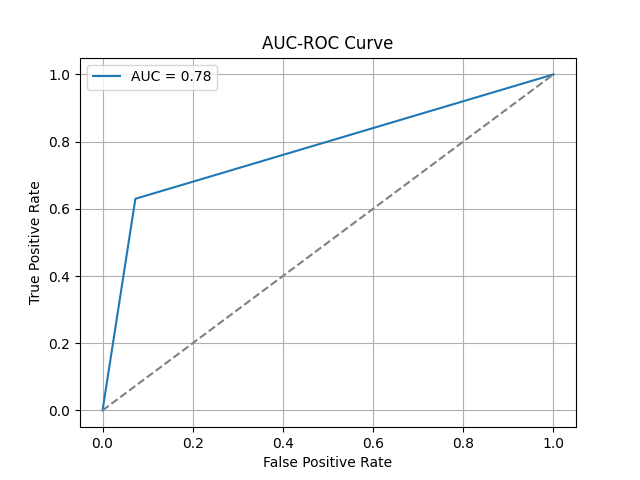 AUC-ROC Curve
AUC = 0.78
1.0
0.8
0.6
0.4
0.2
0.0
True Positive Rate
0.0 0.2 0.4 0.6 0.8 1.0
False Positive Rate